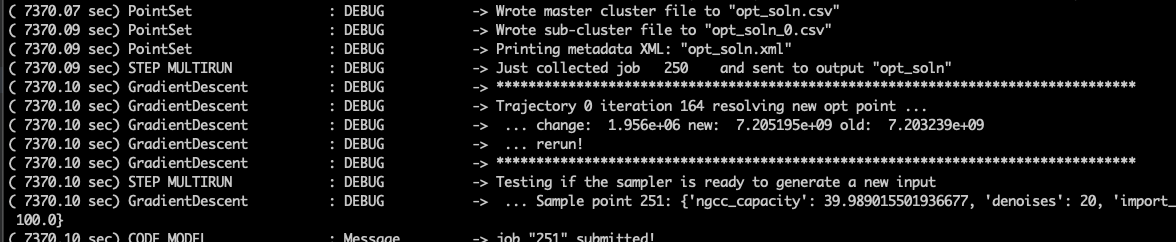 ( 7370.07 sec) PointSet : DEBUG -> Wrote master cluster file to "opt_soln.csv"
( 7370.09 sec) PointSet : DEBUG -> Wrote sub-cluster file to "opt_soln_0.csv"
( 7370.09 sec) PointSet : DEBUG -> Printing metadata XML: "opt_soln.xml"
( 7370.09 sec) STEP MULTIRUN : DEBUG -> Just collected job 250 and sent to output "opt_soln"
( 7370.10 sec) GradientDescent : DEBUG -> ********************************************************************************
( 7370.10 sec) GradientDescent : DEBUG -> Trajectory 0 iteration 164 resolving new opt point ...
( 7370.10 sec) GradientDescent : DEBUG -> ... change: 1.956e+06 new: 7.205195e+09 old: 7.203239e+09
( 7370.10 sec) GradientDescent : DEBUG -> ... rerun!
( 7370.10 sec) GradientDescent : DEBUG -> ********************************************************************************
( 7370.10 sec) STEP MULTIRUN : DEBUG -> Testing if the sampler is ready to generate a new input
( 7370.10 sec) GradientDescent : DEBUG -> ... Sample point 251: {'ngcc_capacity': 39.989015501936677, 'denoises': 20, 'import_
100.0}
( 7370.10 sec) CODE MODEL : Message -> job "251" submitted!